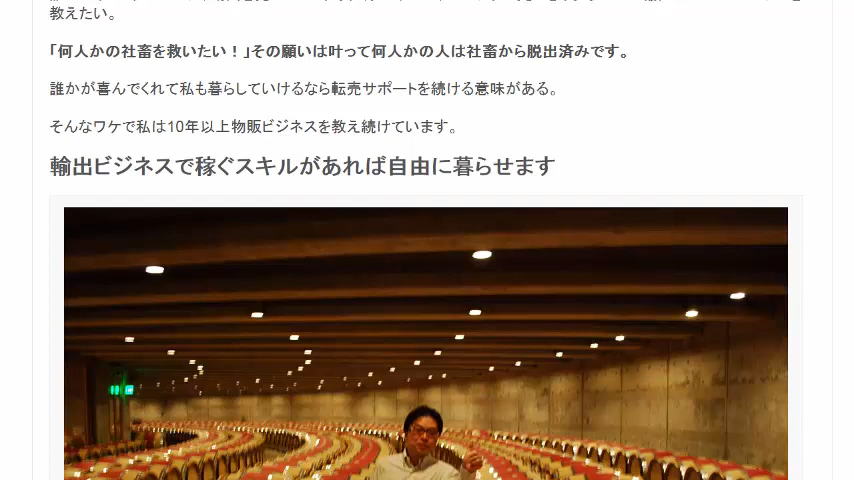 教えたい。
「何人かの社畜を救いたい！」その願いは叶って何人かの人は社畜から脱出済みです。
誰かが喜んでくれて私も暮らしていけるなら転売サポートを続ける意味がある。
そんなワケで私は10年以上物販ビジネスを教え続けています。
輸出ビジネスで稼ぐスキルがあれば自由に暮らせます